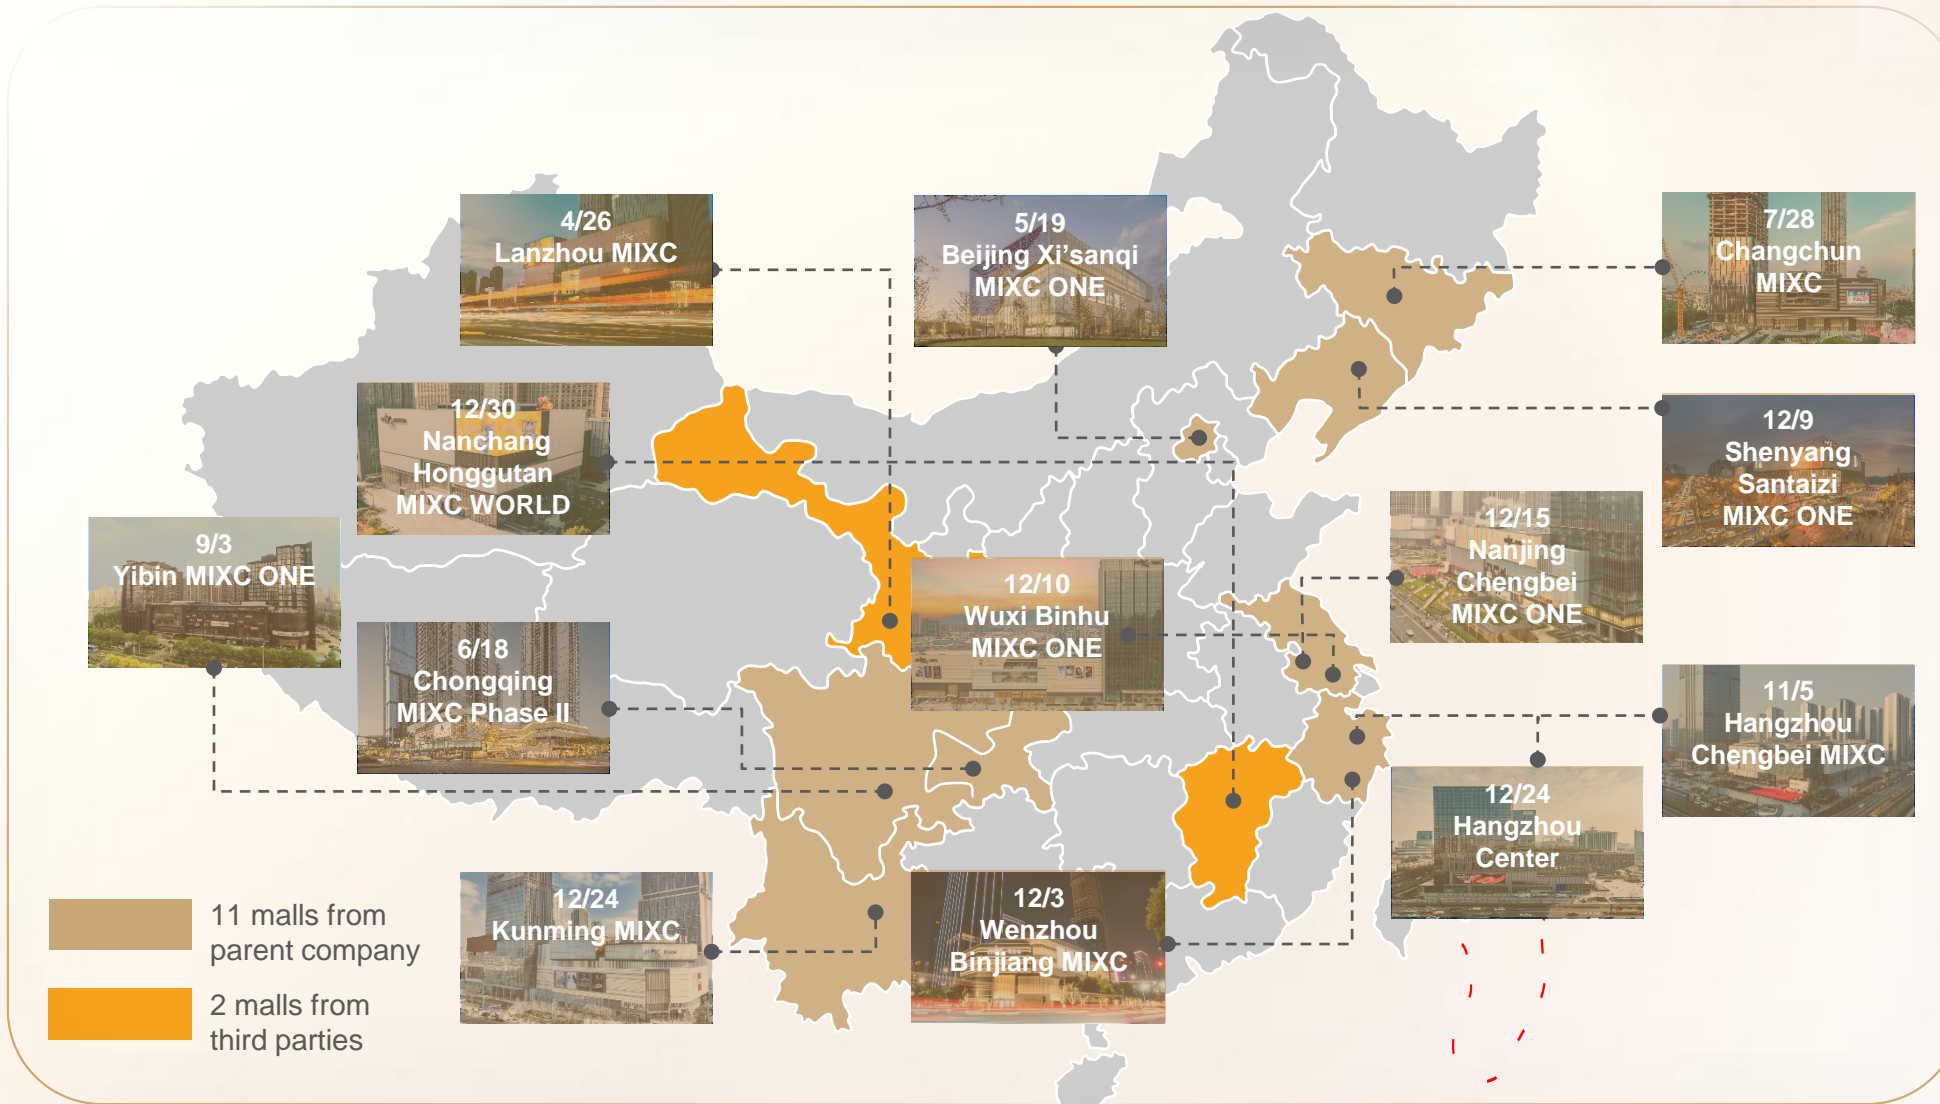 4/26
Lanzhou MIXC
5/19
Beijing Xi’sanqi
MIXC ONE
7/28
Changchun
MIXC
12/30
Nanchang
Honggutan
MIXC WORLD
12/9
Shenyang
Santaizi
MIXC ONE
9/3
Yibin MIXC ONE
12/10
Wuxi Binhu
MIXC ONE
12/15
Nanjing
Chengbei
MIXC ONE
6/18
Chongqing
MIXC Phase II
11/5
Hangzhou
Chengbei MIXC
12/24
Hangzhou
Center
12/24
Kunming MIXC
12/3
Wenzhou
Binjiang MIXC
11 malls from
parent company
2 malls from
third parties